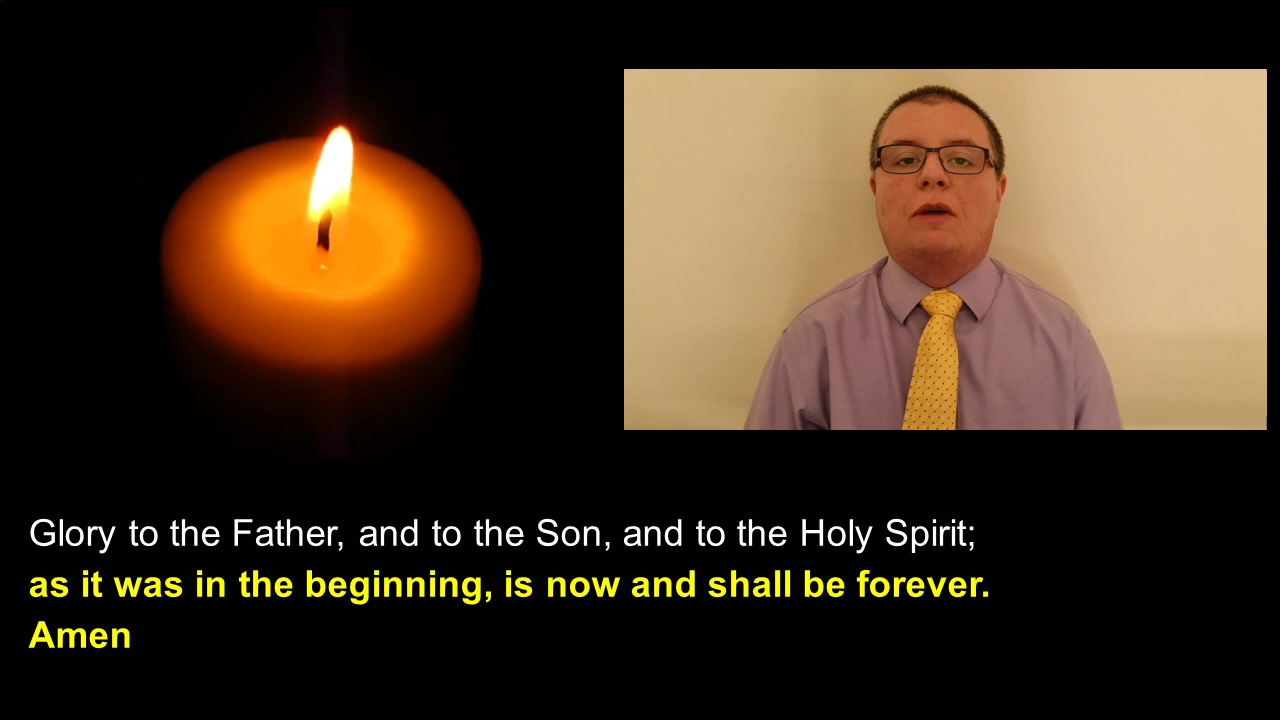 Glory to the Father, and to the Son, and to the Holy Spirit;
as it was in the beginning, is now and shall be forever.
Amen